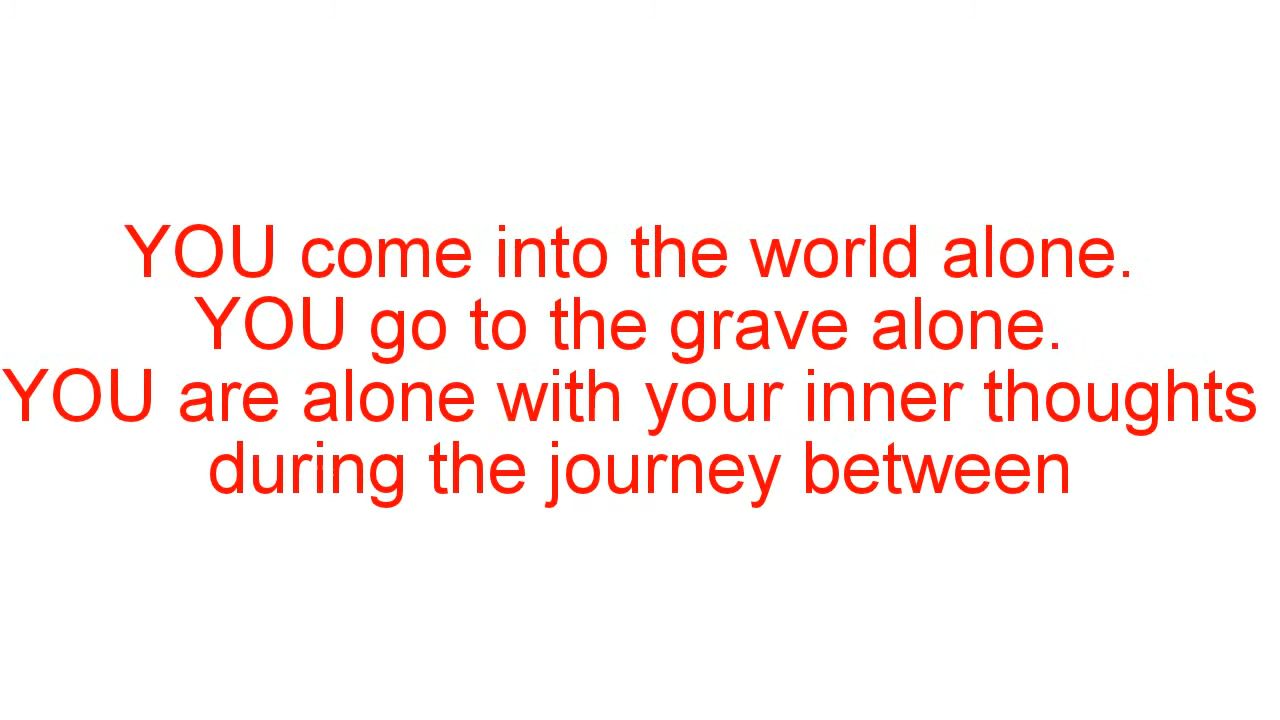 YOU come into the world alone.
YOU go to the grave alone.
YOU are alone with your inner thoughts
during the journey between